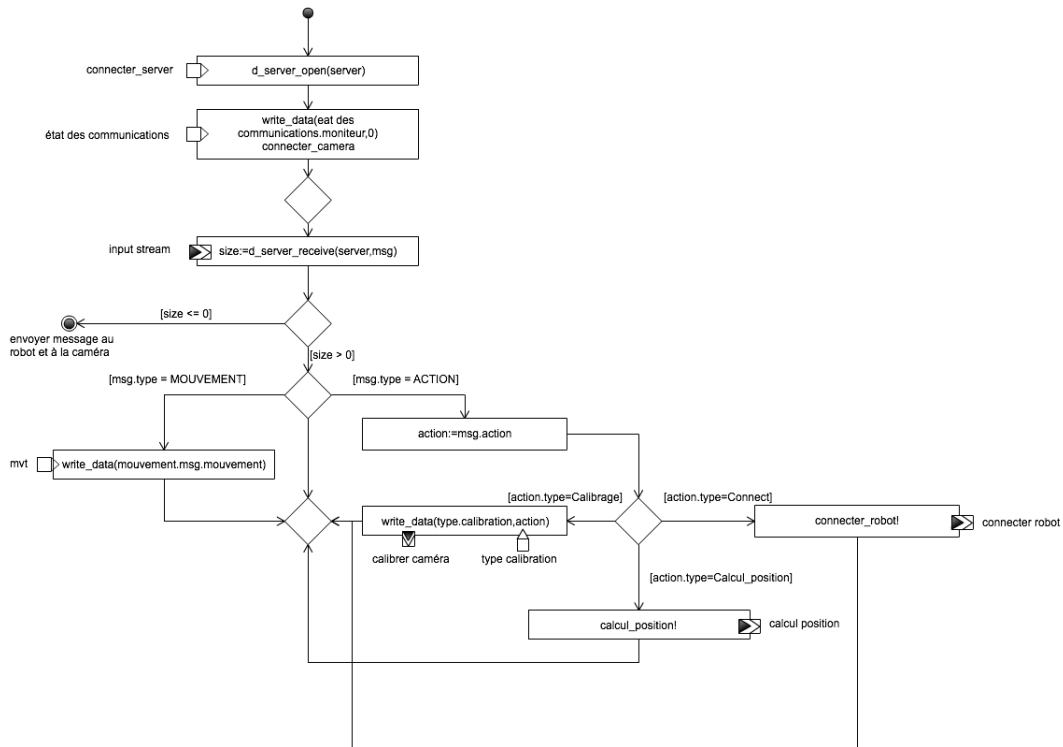 connecter_server
d_server_open(server)
état des communications
write_data(eat des
communications.moniteur,0)
connecter_camera
input stream
size:=d_server_receive(server,msg)
[size <= 0]
envoyer message au
robot et à la caméra
[size > 0]
[msg.type = MOUVEMENT]
[msg.type = ACTION]
action:=msg.action
mvt
write_data(mouvement.msg.mouvement)
[action.type=Calibrage]
[action.type=Connect]
write_data(type.calibration,action)
connecter_robot!
connecter robot
calibrer caméra
type calibration
[action.type=Calcul_position]
calcul_position!
calcul position